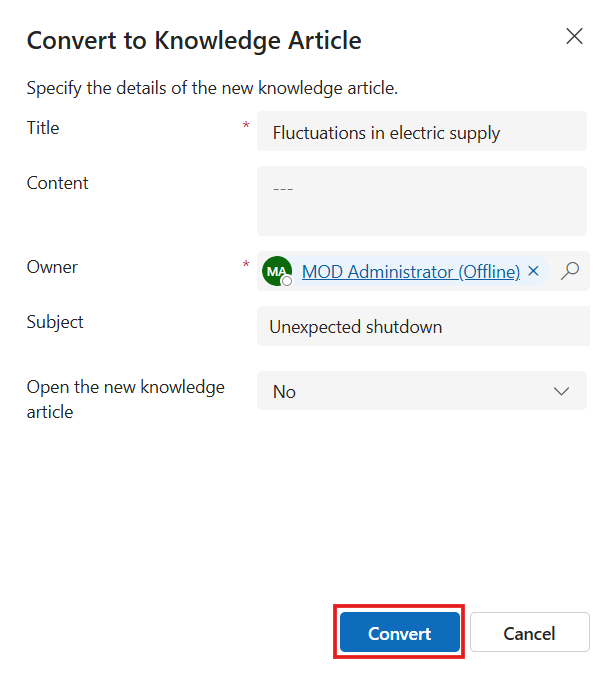 Convert to Knowledge Article
Specify the details of the new knowledge article.
Title * Fluctuations in electric supply
Content ---
Owner * MA MOD Administrator (Offline)
Subject Unexpected shutdown
Open the new knowledge article No
Convert Cancel